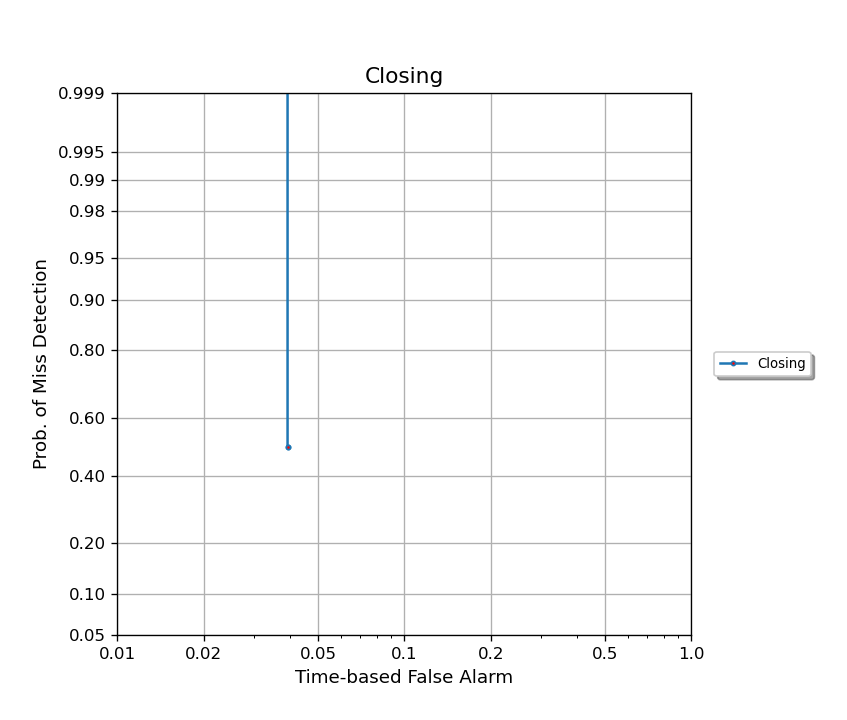 Closing
0.999
0.995
0.99
0.98
0.95
0.90
0.80
0.60
0.40
0.20
0.10
0.05
Prob. of Miss Detection
0.01 0.02 0.05 0.1 0.2 0.5 1.0
Time-based False Alarm
Closing